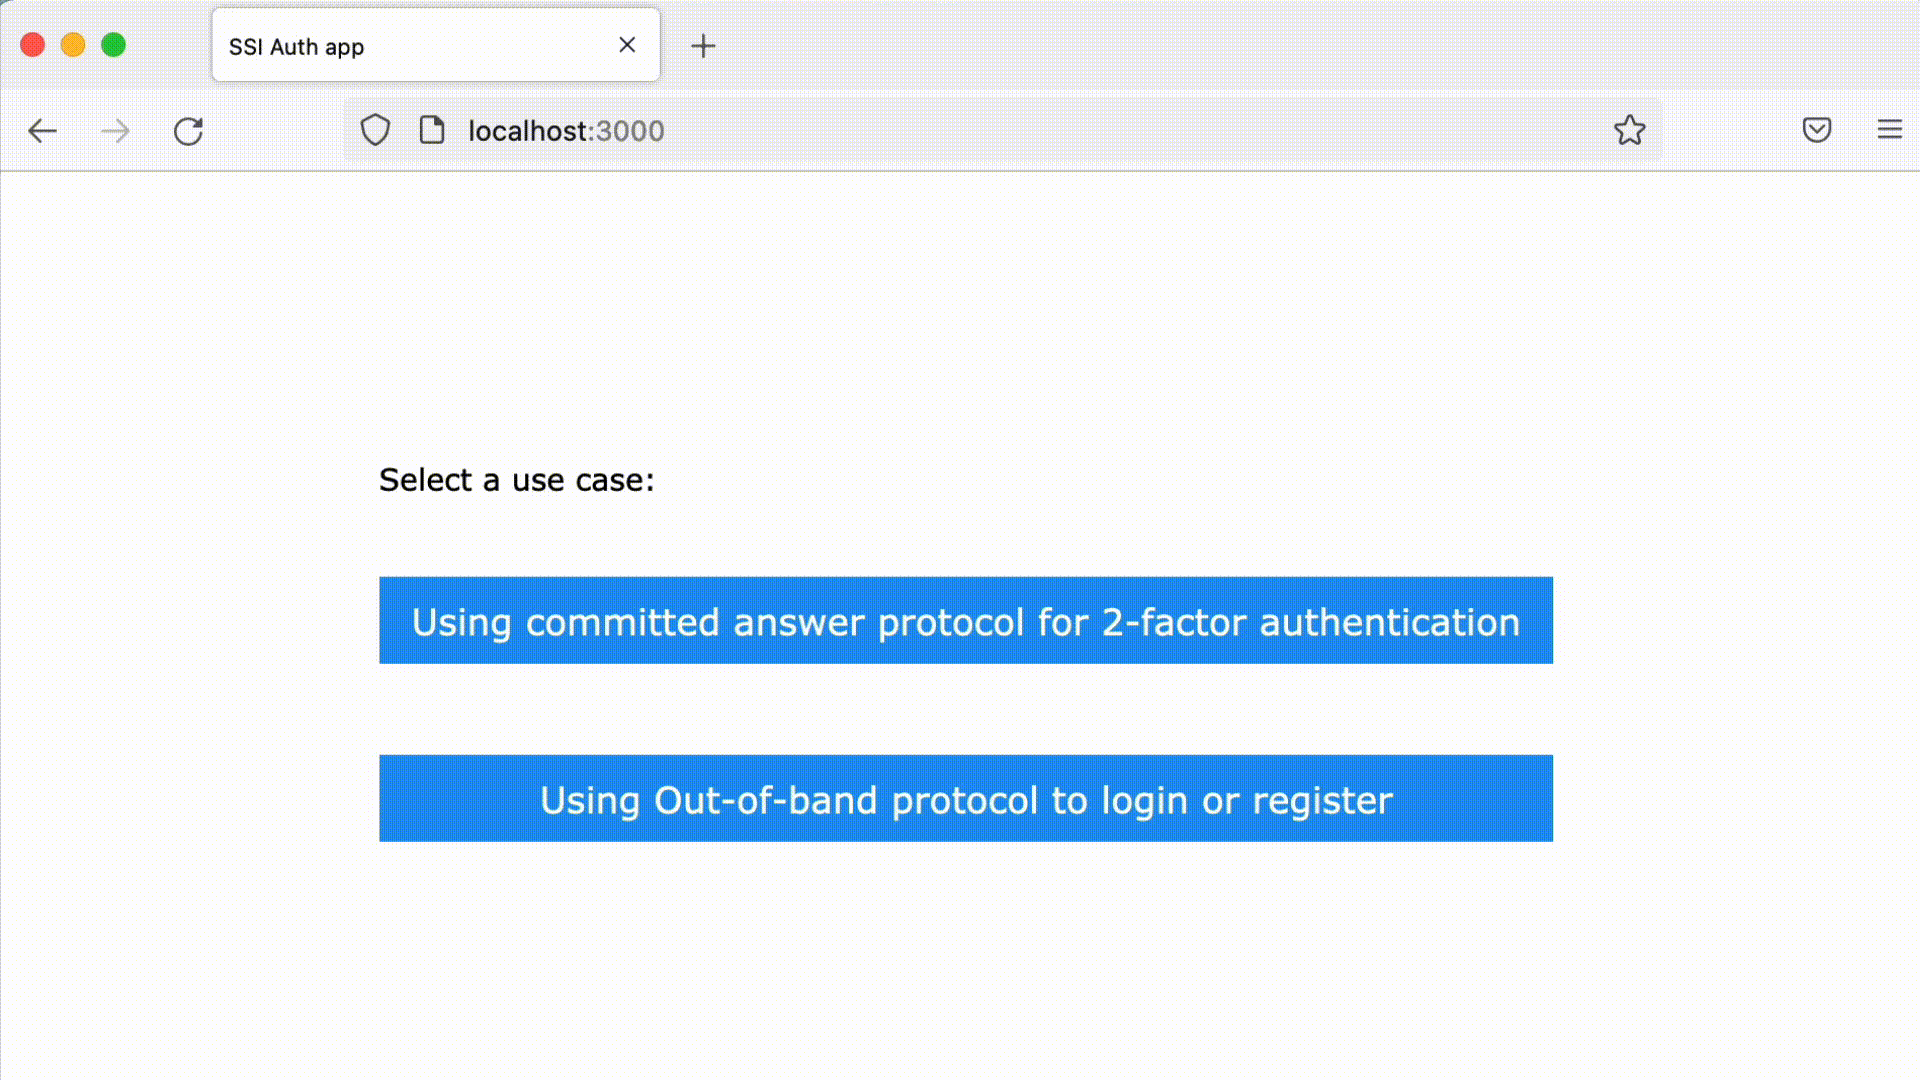 SSI Auth app
localhost:3000
Select a use case:
Using committed answer protocol for 2-factor authentication
Using Out-of-band protocol to login or register